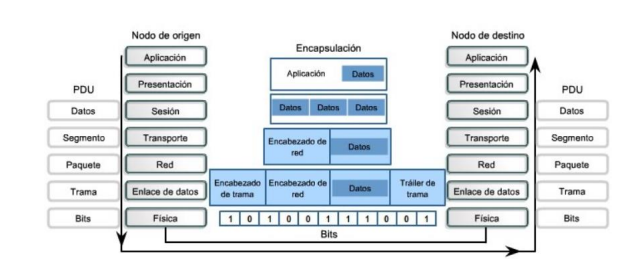 Nodo de origen
Nodo de destino
Encapsulación
Aplicación
Aplicación
Datos
Aplicación
PDU
Presentación
Presentación
PDU
Datos
Sesión
Datos
Datos
Datos
Sesión
Datos
Segmento
Transporte
Encabezado de
red
Datos
Transporte
Segmento
Paquete
Red
Red
Paquete
Trama
Enlace de datos
Encabezado
de trama
Encabezado de
red
Datos
Tráiler de
trama
Enlace de datos
Trama
Bits
Física
1 0 1 0 0 1 1 1 0 0 1
Física
Bits
Bits